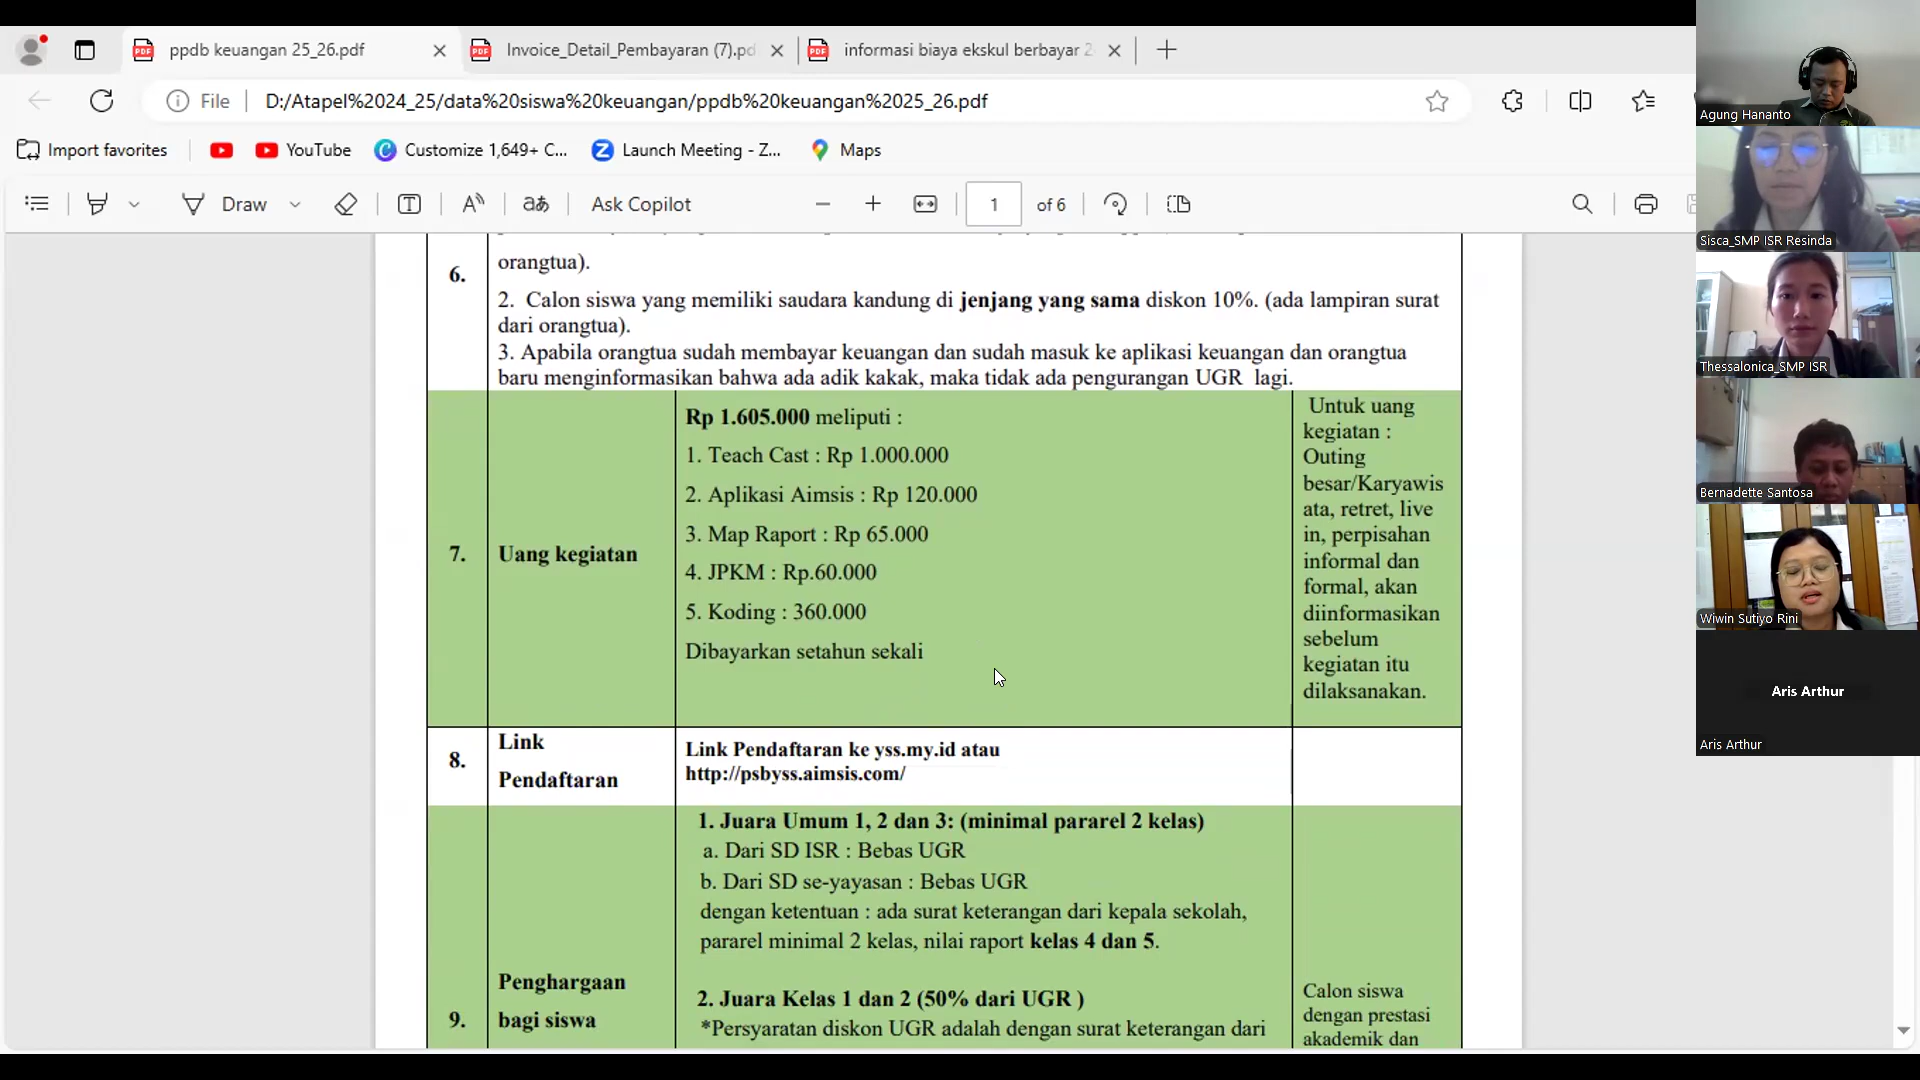 ppdb keuangan 25_26.pdf
Invoice_Detail_Pembayaran (7).pd
informasi biaya ekskul berbayar 2
File
D:/Atapel%2024_25/data%20siswa%20keuangan/ppdb%20keuangan%2025_26.pdf
Import favorites
YouTube
Customize 1,649+ C...
Launch Meeting - Z...
Maps
Draw
Ask Copilot
1 of 6
6.
orangtua).
2. Calon siswa yang memiliki saudara kandung di jenjang yang sama diskon 10%. (ada lampiran surat
dari orangtua).
3. Apabila orangtua sudah membayar keuangan dan sudah masuk ke aplikasi keuangan dan orangtua
baru menginformasikan bahwa ada adik kakak, maka tidak ada pengurangan UGR lagi.
7.
Uang kegiatan
Rp 1.605.000 meliputi :
1. Teach Cast : Rp 1.000.000
2. Aplikasi Aimsis : Rp 120.000
3. Map Raport : Rp 65.000
4. JPKM : Rp.60.000
5. Koding : 360.000
Dibayarkan setahun sekali
Untuk uang
kegiatan :
Outing
besar/Karyawis
ata, retret, live
in, perpisahan
informal dan
formal, akan
diinformasikan
sebelum
kegiatan itu
dilaksanakan.
8.
Link
Pendaftaran
Link Pendaftaran ke yss.my.id atau
http://psbyss.aimsis.com/
9.
Penghargaan
bagi siswa
1. Juara Umum 1, 2 dan 3: (minimal pararel 2 kelas)
a. Dari SD ISR : Bebas UGR
b. Dari SD se-yayasan : Bebas UGR
dengan ketentuan : ada surat keterangan dari kepala sekolah,
pararel minimal 2 kelas, nilai raport kelas 4 dan 5.
2. Juara Kelas 1 dan 2 (50% dari UGR )
*Persyaratan diskon UGR adalah dengan surat keterangan dari
Calon siswa
dengan prestasi
akademik dan
Agung Hananto
Sisca_SMP ISR Resinda
Thessalonica_SMP ISR
Bernadette Santosa
Wiwin Sutiyo Rini
Aris Arthur
Aris Arthur